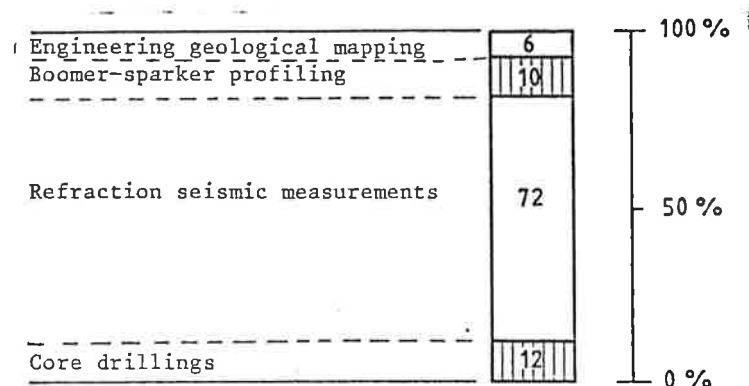 Engineering geological mapping 6 100 %
Boomer-sparker profiling 10
Refraction seismic measurements 72 50 %
Core drillings 12 0 %